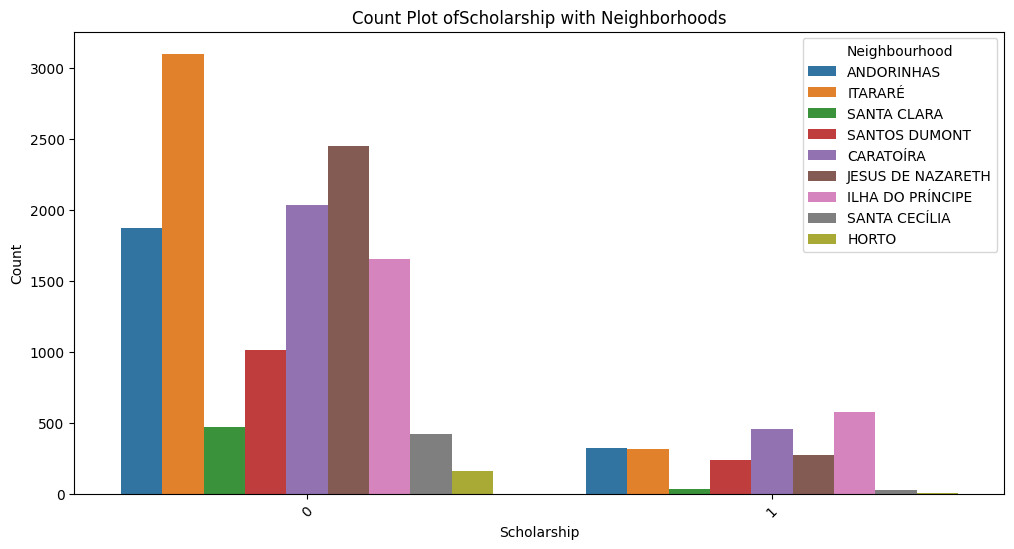 Count Plot ofScholarship with Neighborhoods
Neighbourhood
ANDORINHAS
ITARARÉ
SANTA CLARA
SANTOS DUMONT
CARATOÍRA
JESUS DE NAZARETH
ILHA DO PRÍNCIPE
SANTA CECÍLIA
HORTO
Count
3000
2500
2000
1500
1000
500
0
0
1
Scholarship